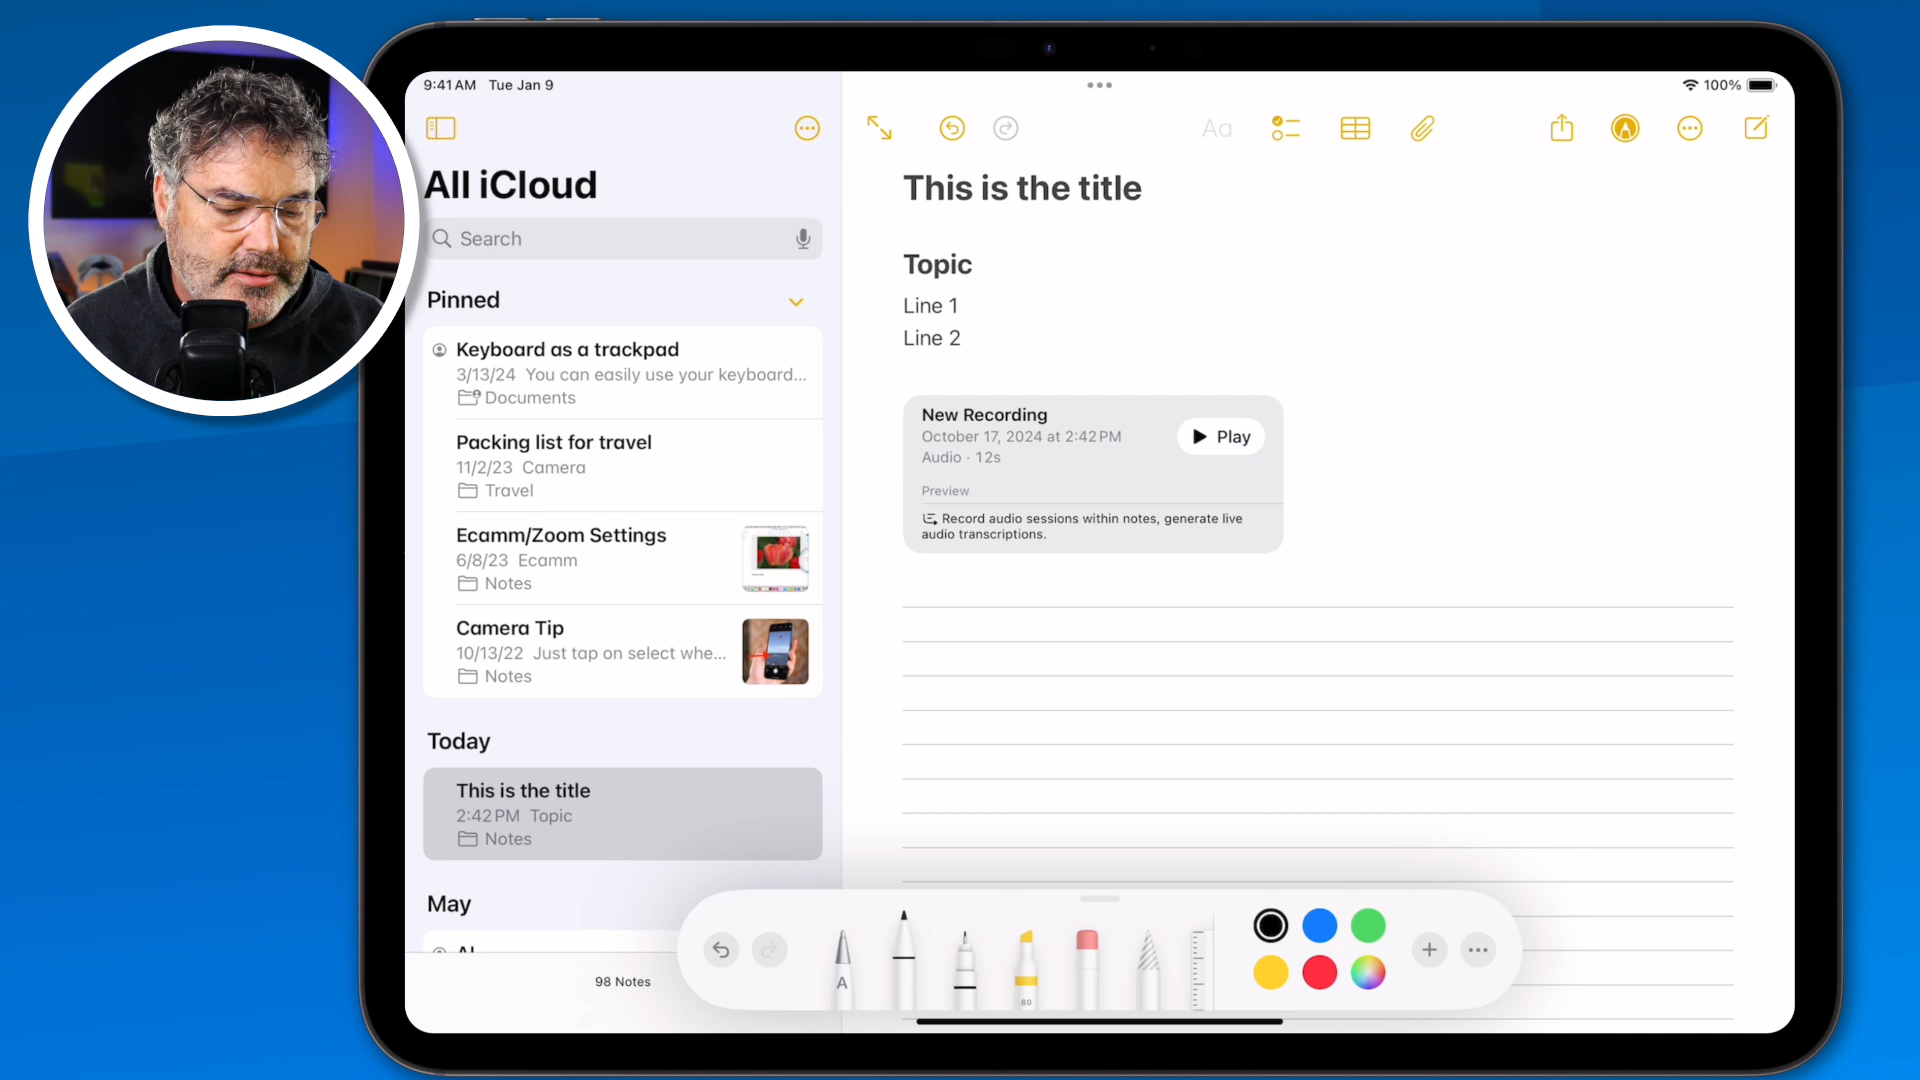 9:41 AM Tue Jan 9
100%
All iCloud
Search
Pinned
Keyboard as a trackpad
3/13/24 You can easily use your keyboard...
Documents
Packing list for travel
11/2/23 Camera
Travel
Ecamm/Zoom Settings
6/8/23 Ecamm
Notes
Camera Tip
10/13/22 Just tap on select whe...
Notes
Today
This is the title
2:42 PM Topic
Notes
May
98 Notes
Aa
This is the title
Topic
Line 1
Line 2
New Recording
October 17, 2024 at 2:42 PM
Audio · 12s
Play
Preview
Record audio sessions within notes, generate live
audio transcriptions.
A
80